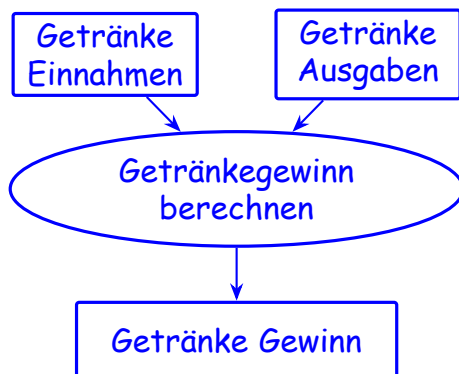 Getränke
Einnahmen
Getränke
Ausgaben
Getränkegewinn
berechnen
Getränke Gewinn